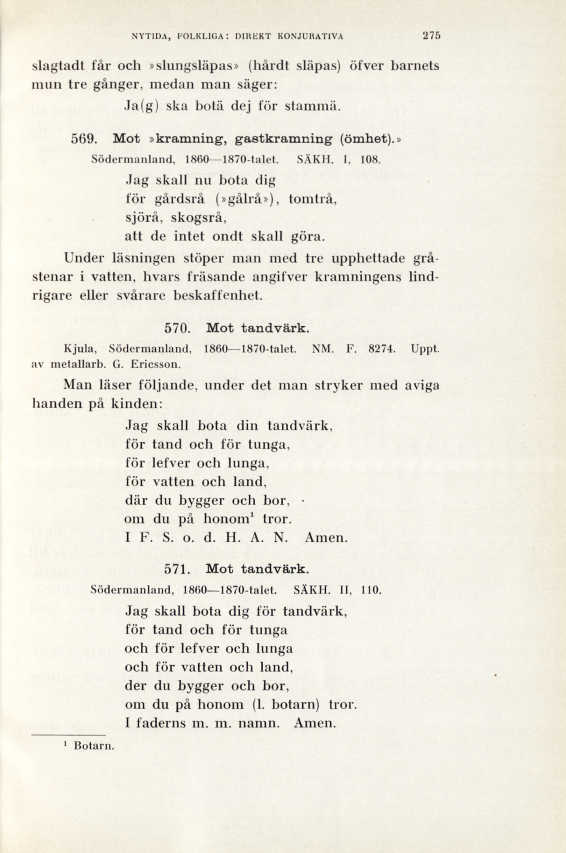 NYTIDA, FOLKLIGA: DIREKT KONJURATIVA 275
slagtadt får och »slungsläpas» (hårdt släpas) öfver barnets
mun tre gånger, medan man säger:
Ja(g) ska botä dej för stammä.
569. Mot »kramning, gastkramning (ömhet).»
Södermanland, 1860—1870-talet. SÄKH. I, 108.
Jag skall nu bota dig
för gårdsrå (»gålrå»), tomtrå,
sjörå, skogsrå,
att de intet ondt skall göra.
Under läsningen stöper man med tre upphettade grå-
stenar i vatten, hvars fräsande angifver kramningens lind-
rigare eller svårare beskaffenhet.
570. Mot tandvärk.
Kjula, Södermanland, 1860—1870-talet. NM. F. 8274. Uppt.
av metallarb. G. Ericsson.
Man läser följande, under det man stryker med aviga
handen på kinden:
Jag skall bota din tandvärk,
för tand och för tunga,
för lefver och lunga,
för vatten och land,
där du bygger och bor,
om du på honom¹ tror.
I F. S. o. d. H. A. N. Amen.
571. Mot tandvärk.
Södermanland, 1860—1870-talet. SÄKH. II, 110.
Jag skall bota dig för tandvärk,
för tand och för tunga
och för lefver och lunga
och för vatten och land,
der du bygger och bor,
om du på honom (l. botarn) tror.
I faderns m. m. namn. Amen.
¹ Botarn.